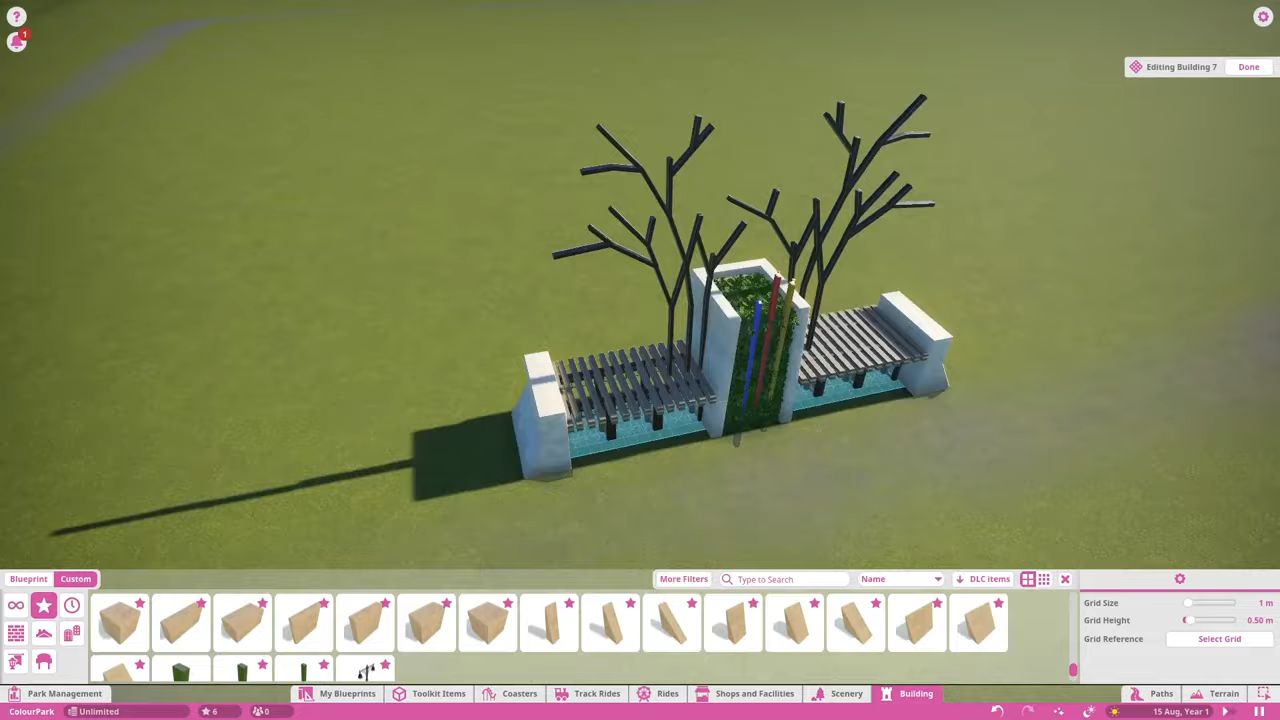 ?
1
Editing Building 7
Done
Blueprint
Custom
More Filters
Type to Search
Name
DLC items
Grid Size
1 m
Grid Height
0.50 m
Grid Reference
Select Grid
Park Management
My Blueprints
Toolkit Items
Coasters
Track Rides
Rides
Shops and Facilities
Scenery
Building
Paths
Terrain
ColourPark
Unlimited
6
0
15 Aug, Year 1